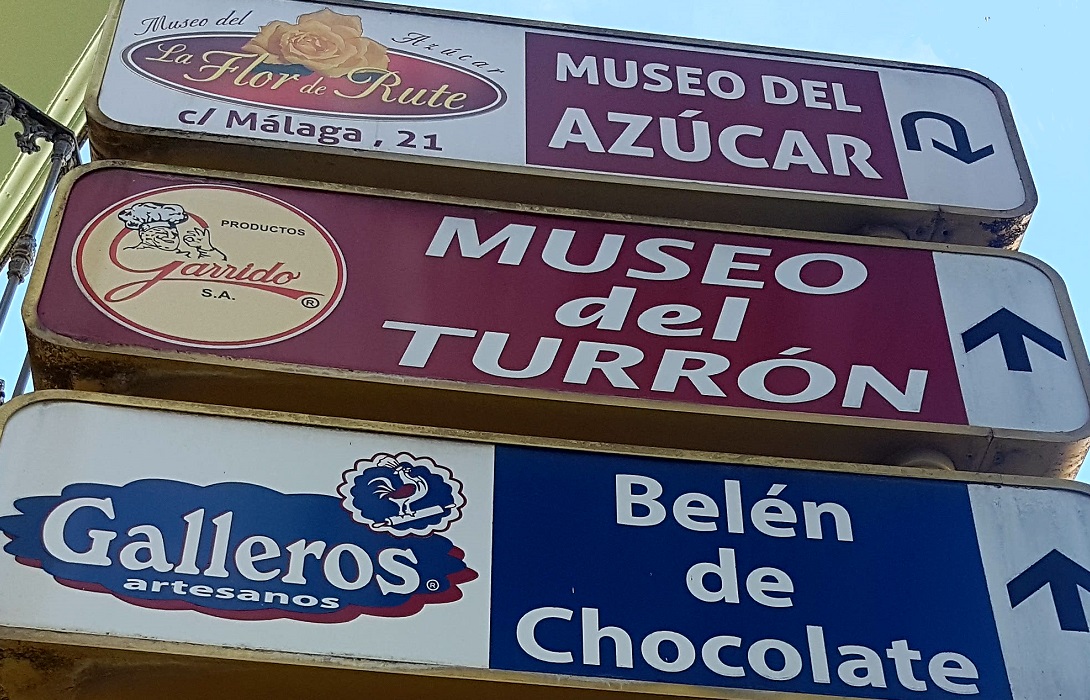 Museo del Azúcar
La Flor de Rute
c/ Málaga, 21
MUSEO DEL
AZÚCAR
PRODUCTOS
Garrido
S.A.
®
MUSEO
del
TURRÓN
Galleros
artesanos ®
Belén
de
Chocolate